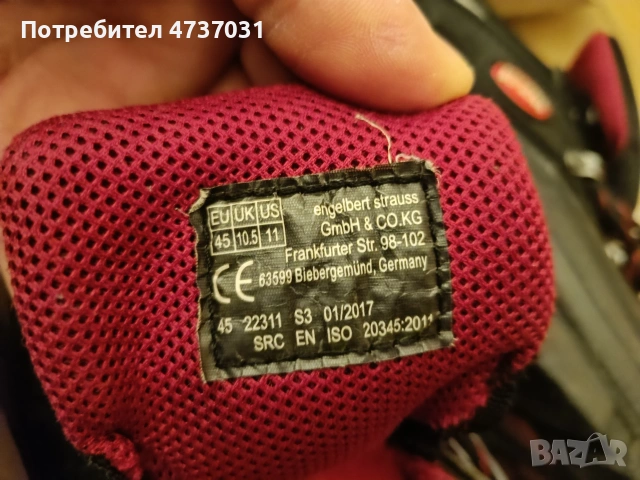 Потребител 4737031
EU UK US
45 10.5 11
engelbert strauss
GmbH & CO.KG
Frankfurter Str. 98-102
63599 Biebergemünd, Germany
CE
45 22311 S3 01/2017
SRC EN ISO 20345:2011
BAZAR